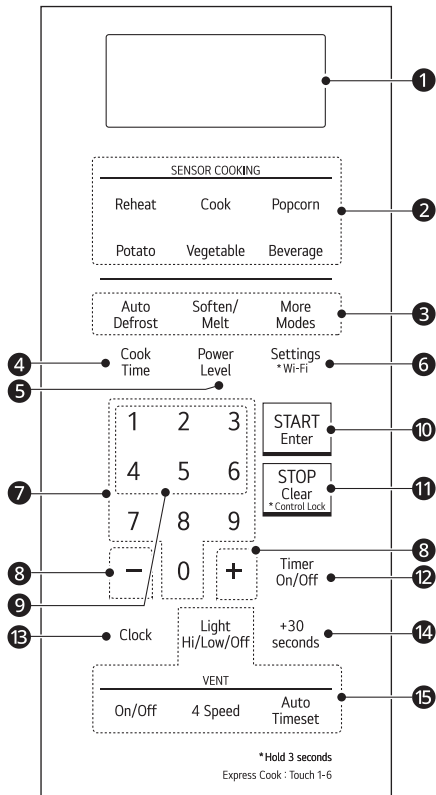 1
SENSOR COOKING
Reheat Cook Popcorn
2
Potato Vegetable Beverage
Auto Defrost Soften/ Melt More Modes
3
4 Cook Time Power Level Settings *Wi-Fi 6
5
1 2 3 START Enter 10
4 5 6 STOP Clear *Control Lock 11
7
7 8 9
8 − 0 + 8
9
Timer On/Off 12
13 Clock Light Hi/Low/Off +30 seconds 14
VENT
On/Off 4 Speed Auto Timeset 15
*Hold 3 seconds
Express Cook : Touch 1-6